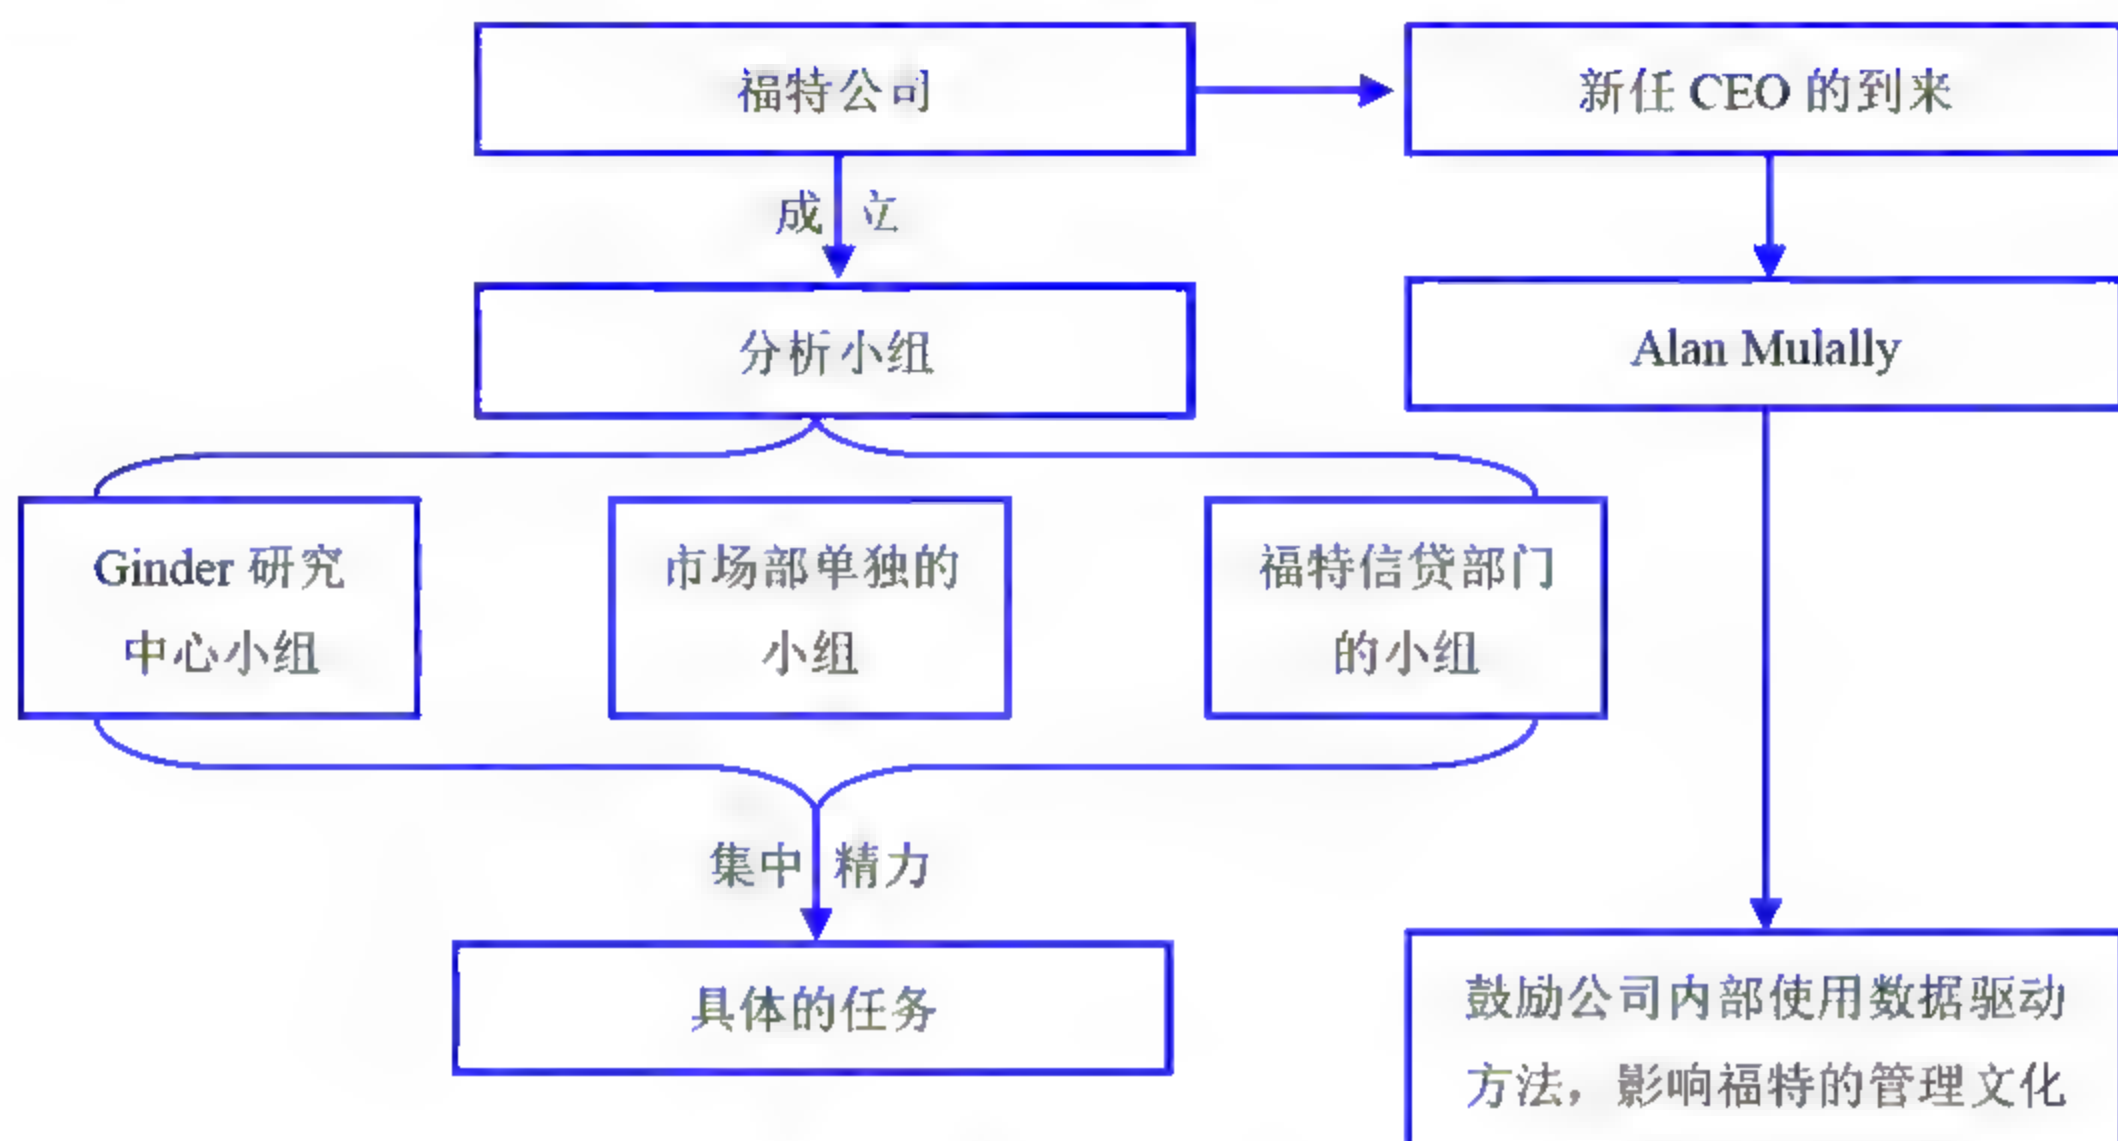 福特公司
新任 CEO 的到来
成立
分析小组
Alan Mulally
Ginder 研究
中心小组
市场部单独的
小组
福特信贷部门
的小组
集中精力
具体的任务
鼓励公司内部使用数据驱动
方法，影响福特的管理文化